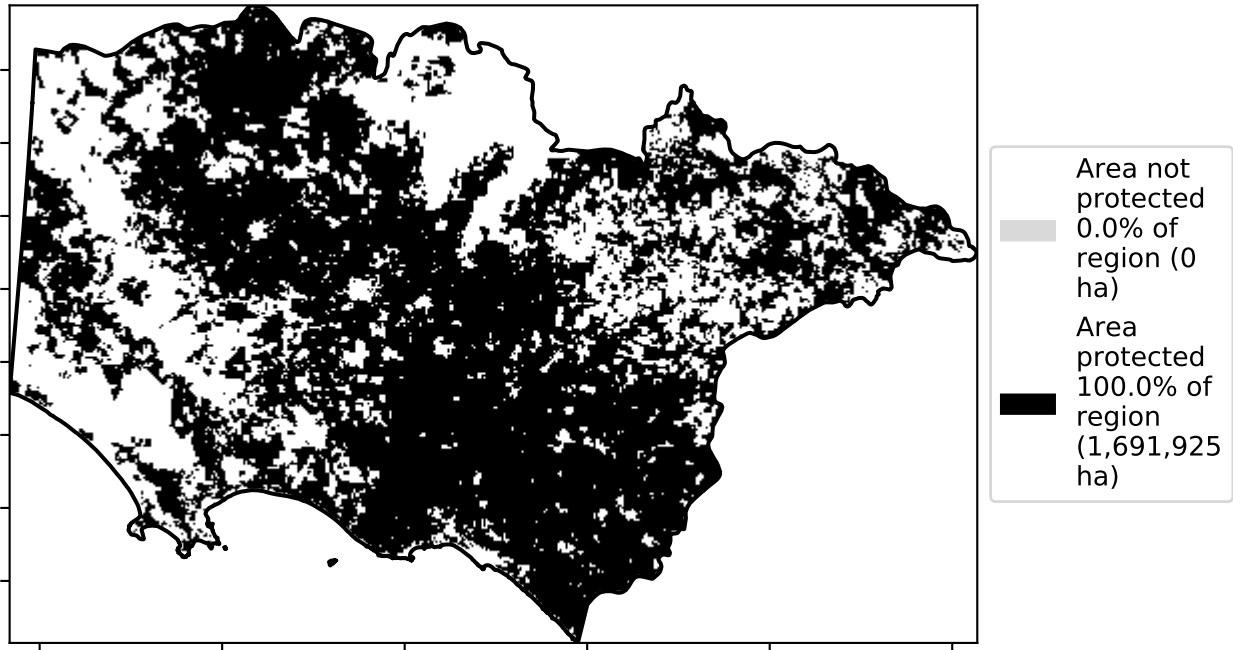 Area not
protected
0.0% of
region (0
ha)
Area
protected
100.0% of
region
(1,691,925
ha)